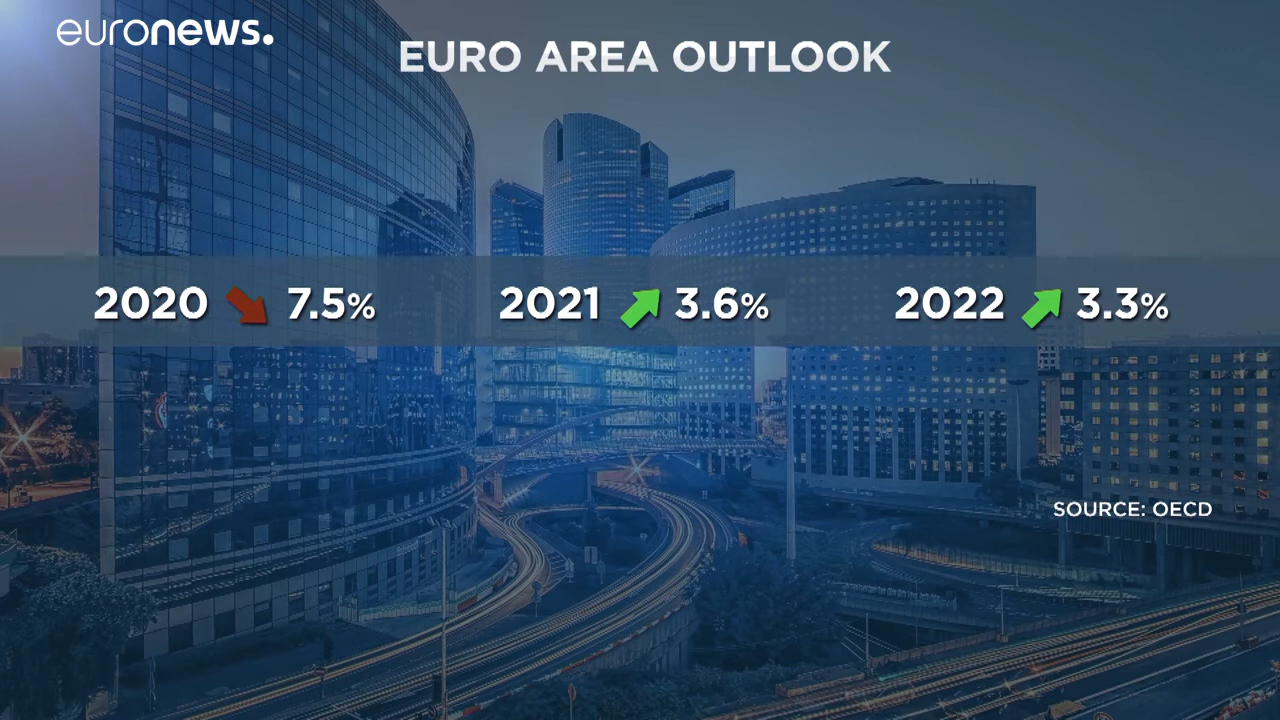 euronews.
EURO AREA OUTLOOK
2020 7.5%
2021 3.6%
2022 3.3%
SOURCE: OECD